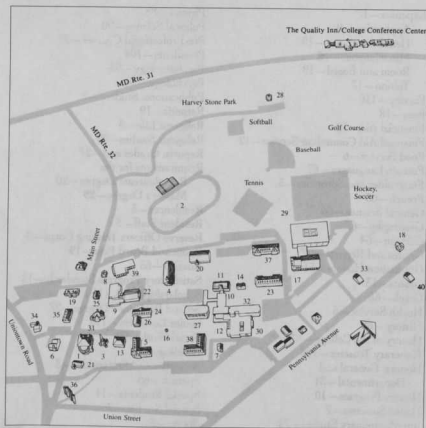 The Quality Inn/College Conference Center
MD Rte. 31
28
Harvey Stone Park
Softball
Golf Course
MD Rte. 32
Baseball
Tennis
Hockey,
Soccer
2
29
Main Street
18
20
37
39
8
4
11
14
17
33
40
22
10
23
19
25
9
24
32
34
35
26
27
Uniontown Road
31
16
12
30
Pennsylvania Avenue
N
6
1
3
13
5
38
7
21
36
Union Street